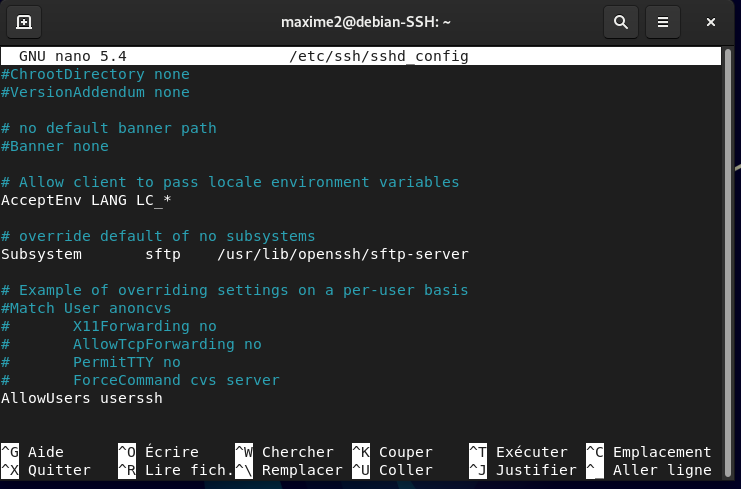 maxime2@debian-SSH: ~
GNU nano 5.4 /etc/ssh/sshd_config
#ChrootDirectory none
#VersionAddendum none
# no default banner path
#Banner none
# Allow client to pass locale environment variables
AcceptEnv LANG LC_*
# override default of no subsystems
Subsystem sftp /usr/lib/openssh/sftp-server
# Example of overriding settings on a per-user basis
#Match User anoncvs
# X11Forwarding no
# AllowTcpForwarding no
# PermitTTY no
# ForceCommand cvs server
AllowUsers userssh
^G Aide ^O Écrire ^W Chercher ^K Couper ^T Exécuter ^C Emplacement
^X Quitter ^R Lire fich. ^\ Remplacer ^U Coller ^J Justifier ^_ Aller ligne